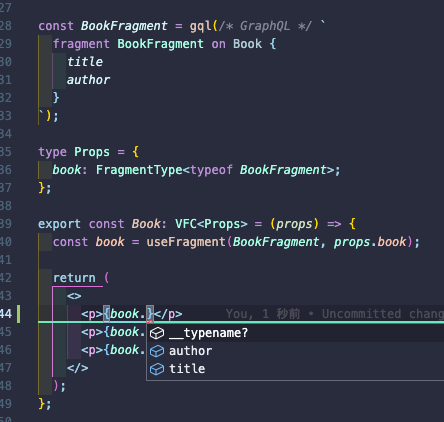 27
28 const BookFragment = gql(/* GraphQL */ `
29 fragment BookFragment on Book {
30 title
31 author
32 }
33 `);
34
35 type Props = {
36 book: FragmentType<typeof BookFragment>;
37 };
38
39 export const Book: VFC<Props> = (props) => {
40 const book = useFragment(BookFragment, props.book);
41
42 return (
43 <>
44 <p>{book.}</p> You, 1 秒前 • Uncommitted chang
45 <p>{book.
46 <p>{book.
__typename?
author
title
47 </>
48 );
49 };